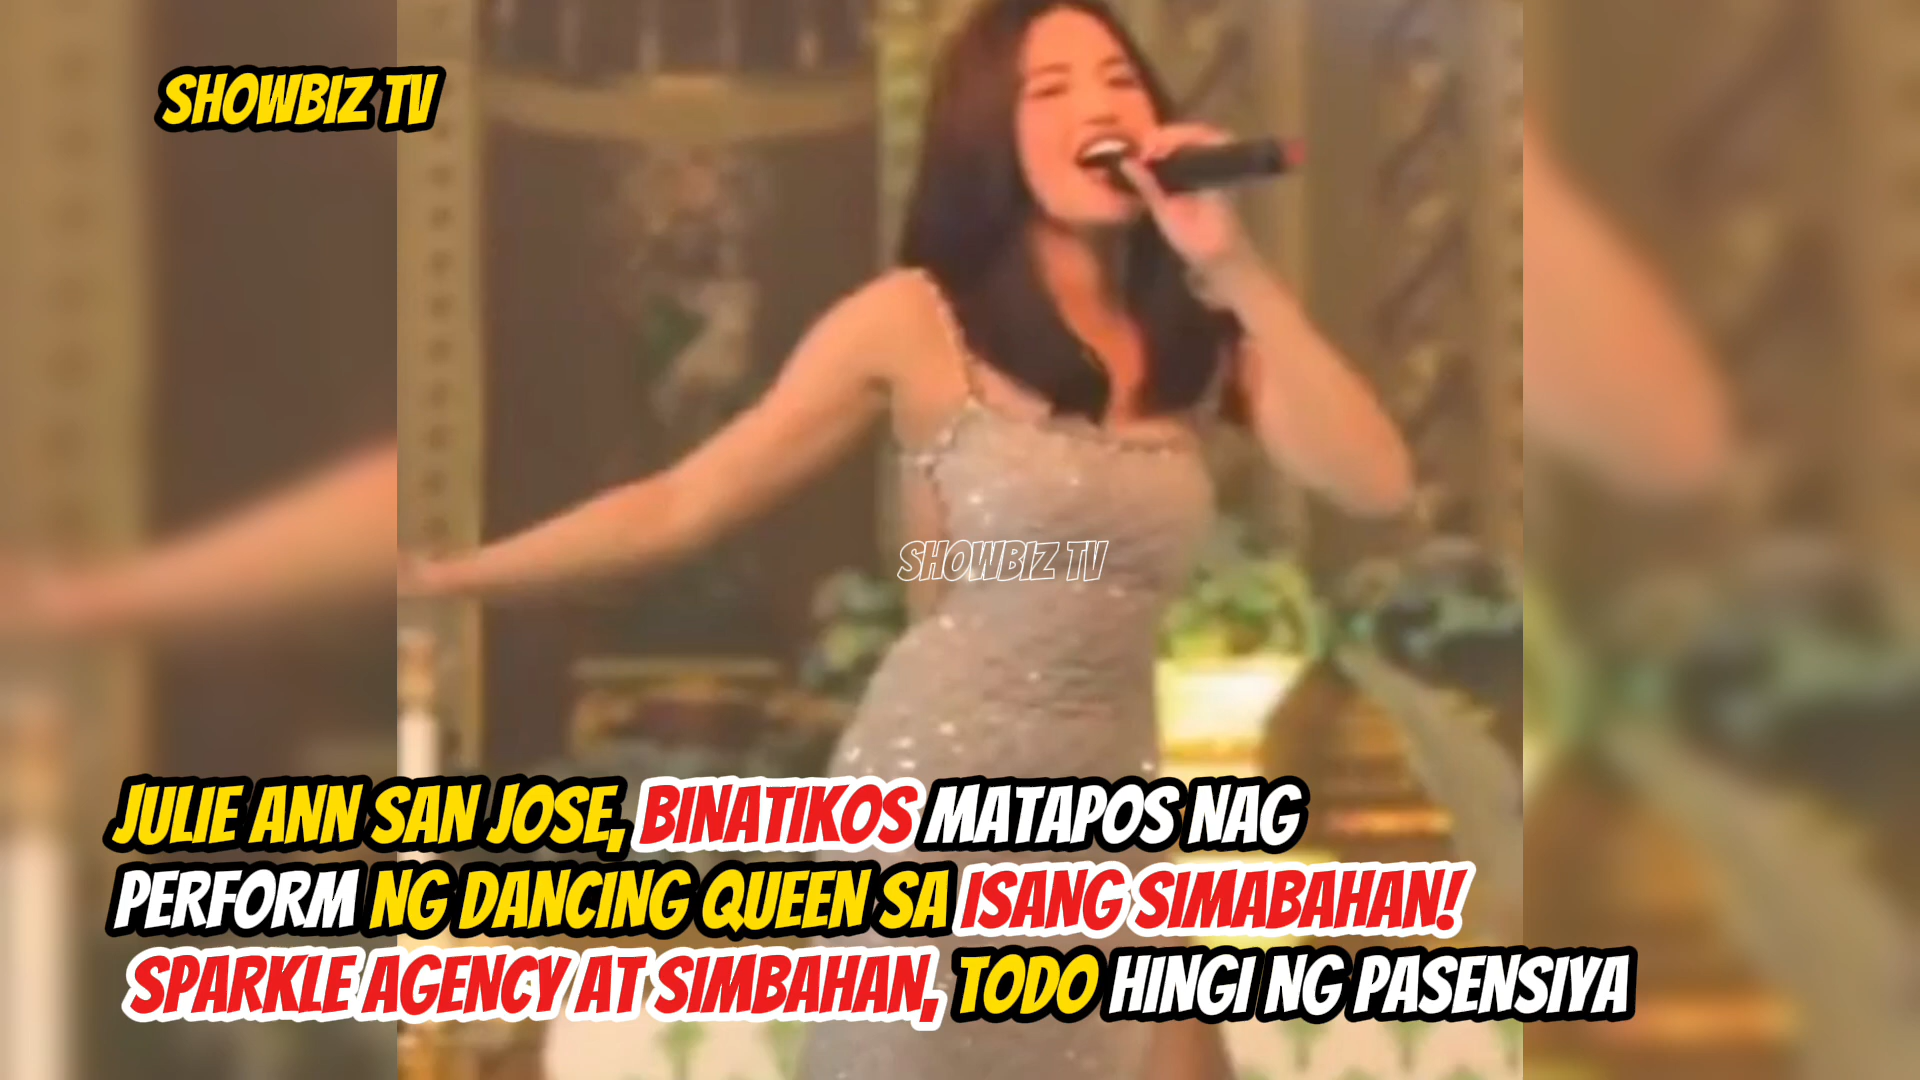 SHOWBIZ TV
SHOWBIZ TV
JULIE ANN SAN JOSE, BINATIKOS MATAPOS NAG
PERFORM NG DANCING QUEEN SA ISANG SIMABAHAN!
SPARKLE AGENCY AT SIMBAHAN, TODO HINGI NG PASENSIYA